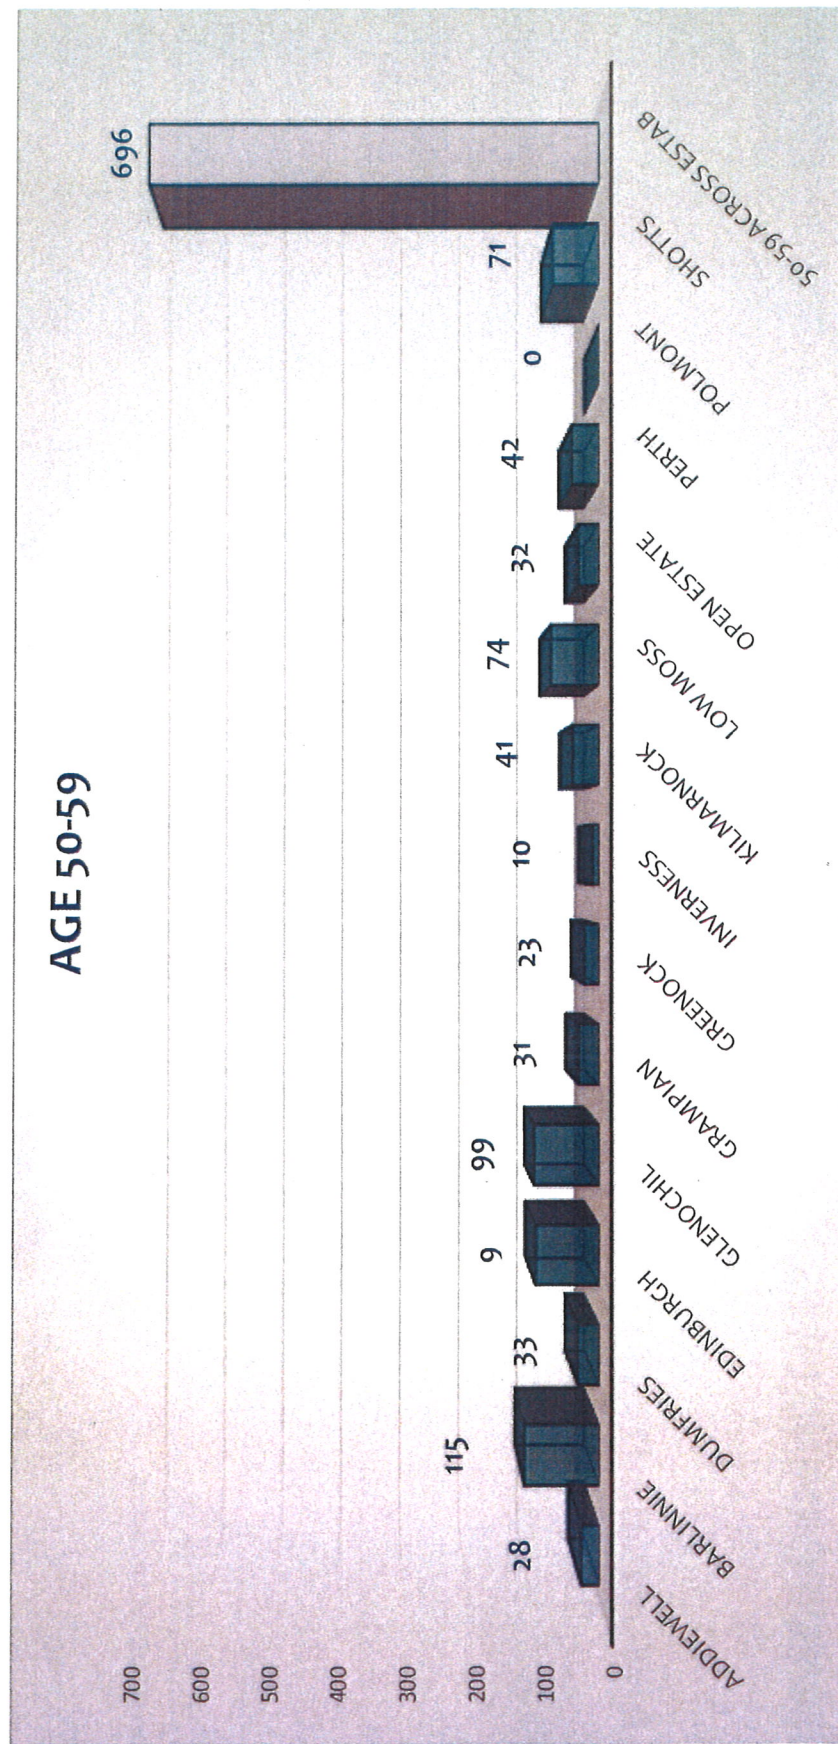 AGE 50-59
700
600
500
400
300
200
100
0
28
115
33
9
99
31
23
10
41
74
32
42
0
71
696
ADDIEWELL
BARLINNIE
DUMFRIES
EDINBURGH
GLENOCHIL
GRAMPIAN
GREENOCK
INVERNESS
KILMARNOCK
LOW MOSS
OPEN ESTATE
PERTH
POLMONT
SHOTTS
50-59 ACROSS ESTAB